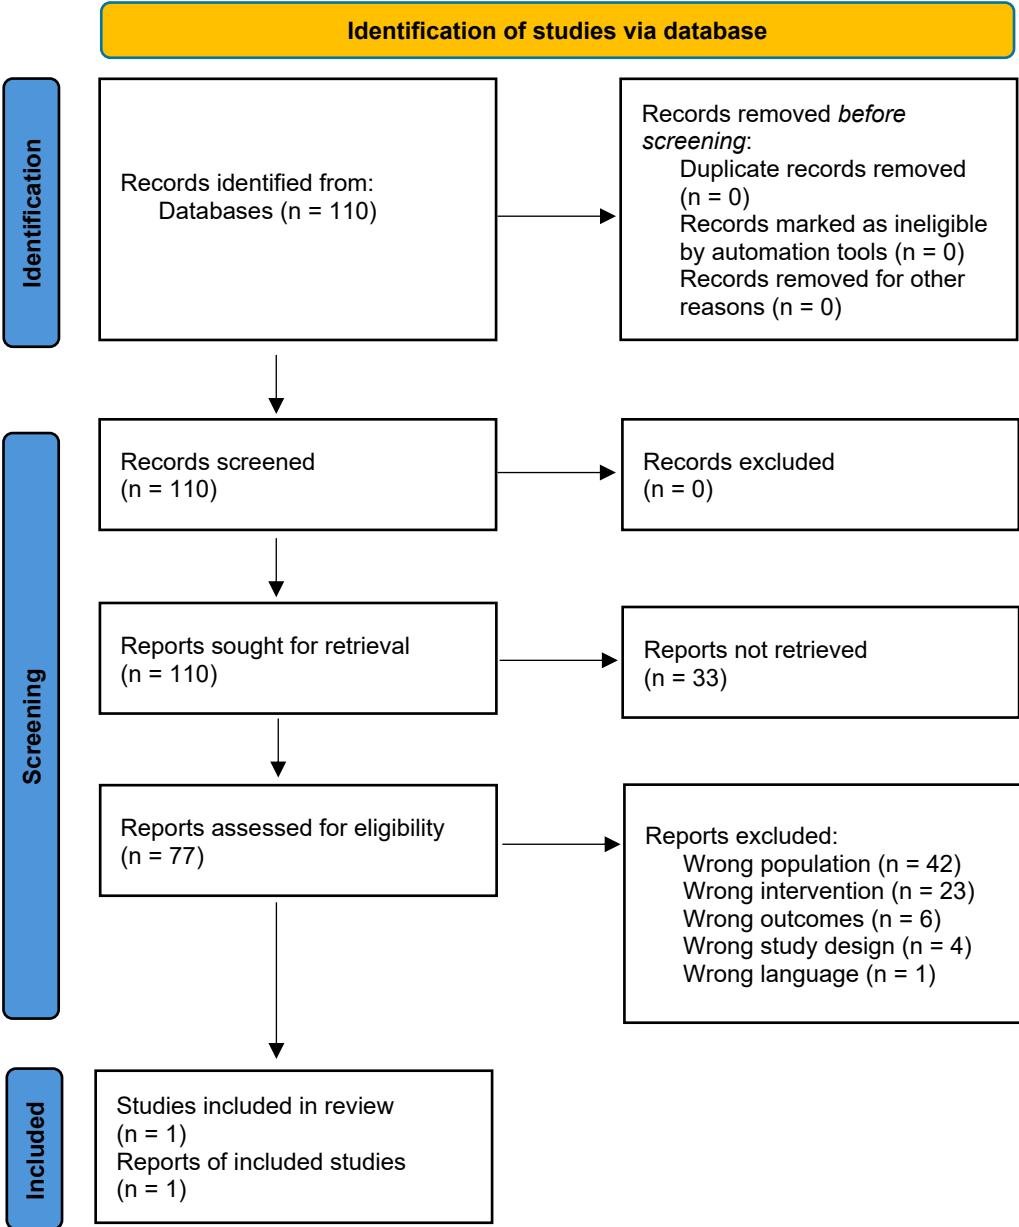 Identification of studies via database
Identification
Records identified from:
Databases (n = 110)
Records removed before
screening:
Duplicate records removed
(n = 0)
Records marked as ineligible
by automation tools (n = 0)
Records removed for other
reasons (n = 0)
Screening
Records screened
(n = 110)
Records excluded
(n = 0)
Reports sought for retrieval
(n = 110)
Reports not retrieved
(n = 33)
Reports assessed for eligibility
(n = 77)
Reports excluded:
Wrong population (n = 42)
Wrong intervention (n = 23)
Wrong outcomes (n = 6)
Wrong study design (n = 4)
Wrong language (n = 1)
Included
Studies included in review
(n = 1)
Reports of included studies
(n = 1)